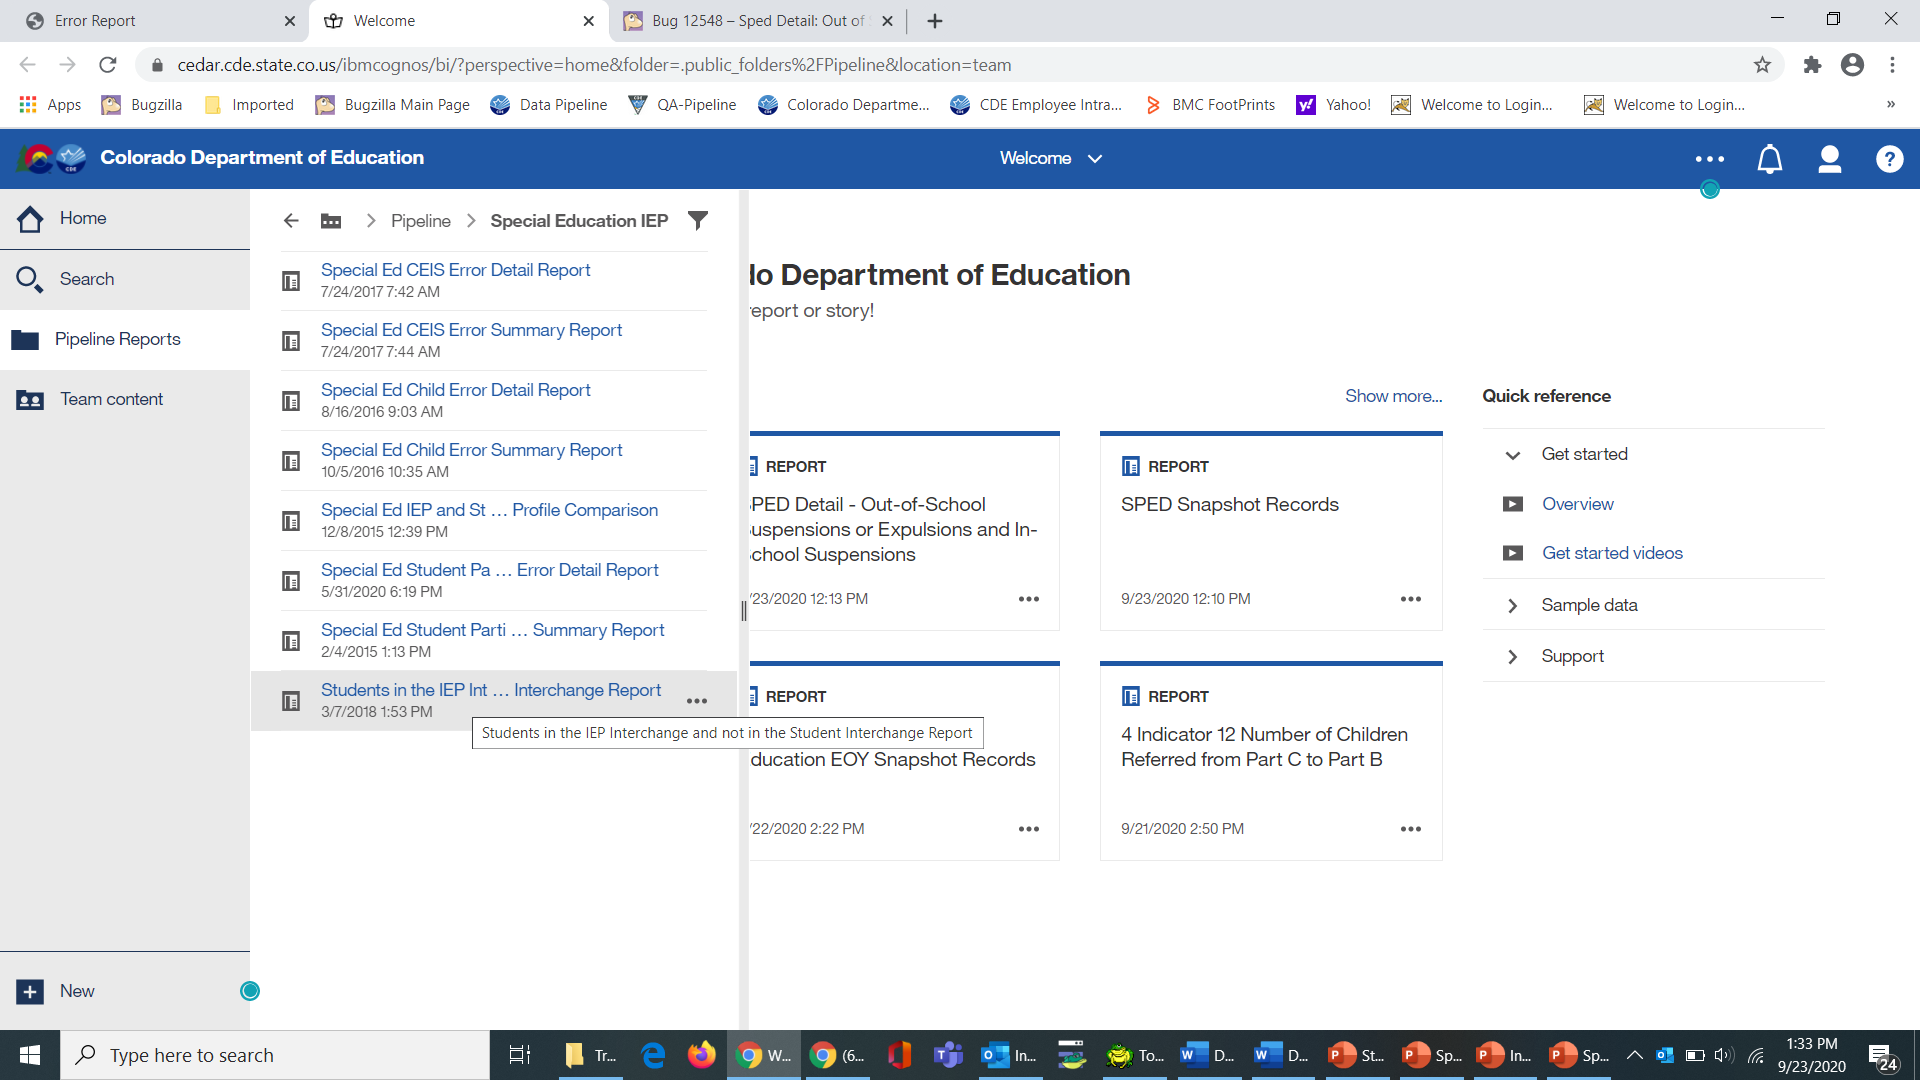 Error Report
Welcome
Bug 12548 – Sped Detail: Out of
cedar.cde.state.co.us/ibmcognos/bi/?perspective=home&folder=.public_folders%2FPipeline&location=team
Apps
Bugzilla
Imported
Bugzilla Main Page
Data Pipeline
QA-Pipeline
Colorado Departme...
CDE Employee Intra...
BMC FootPrints
Yahoo!
Welcome to Login...
Welcome to Login...
»
Colorado Department of Education
Welcome
Home
Search
Pipeline Reports
Team content
New
Pipeline
Special Education IEP
Special Ed CEIS Error Detail Report
7/24/2017 7:42 AM
Special Ed CEIS Error Summary Report
7/24/2017 7:44 AM
Special Ed Child Error Detail Report
8/16/2016 9:03 AM
Special Ed Child Error Summary Report
10/5/2016 10:35 AM
Special Ed IEP and St … Profile Comparison
12/8/2015 12:39 PM
Special Ed Student Pa … Error Detail Report
5/31/2020 6:19 PM
Special Ed Student Parti … Summary Report
2/4/2015 1:13 PM
Students in the IEP Int … Interchange Report
3/7/2018 1:53 PM
Students in the IEP Interchange and not in the Student Interchange Report
do Department of Education
report or story!
Show more...
REPORT
PED Detail - Out-of-School
uspensions or Expulsions and In-
chool Suspensions
/23/2020 12:13 PM
REPORT
SPED Snapshot Records
9/23/2020 12:10 PM
REPORT
ducation EOY Snapshot Records
/22/2020 2:22 PM
REPORT
4 Indicator 12 Number of Children
Referred from Part C to Part B
9/21/2020 2:50 PM
Quick reference
Get started
Overview
Get started videos
Sample data
Support
Type here to search
Tr...
W...
(6...
In...
To...
D...
D...
St...
Sp...
In...
Sp...
1:33 PM
9/23/2020
24